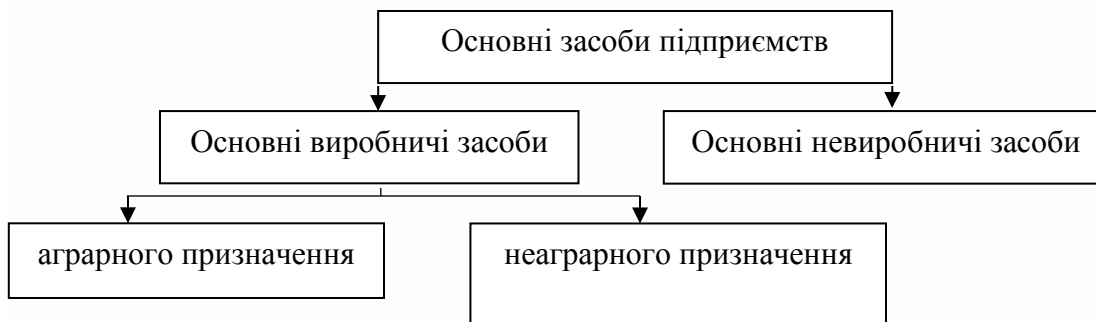 Основні засоби підприємств
Основні виробничі засоби
Основні невиробничі засоби
аграрного призначення
неаграрного призначення